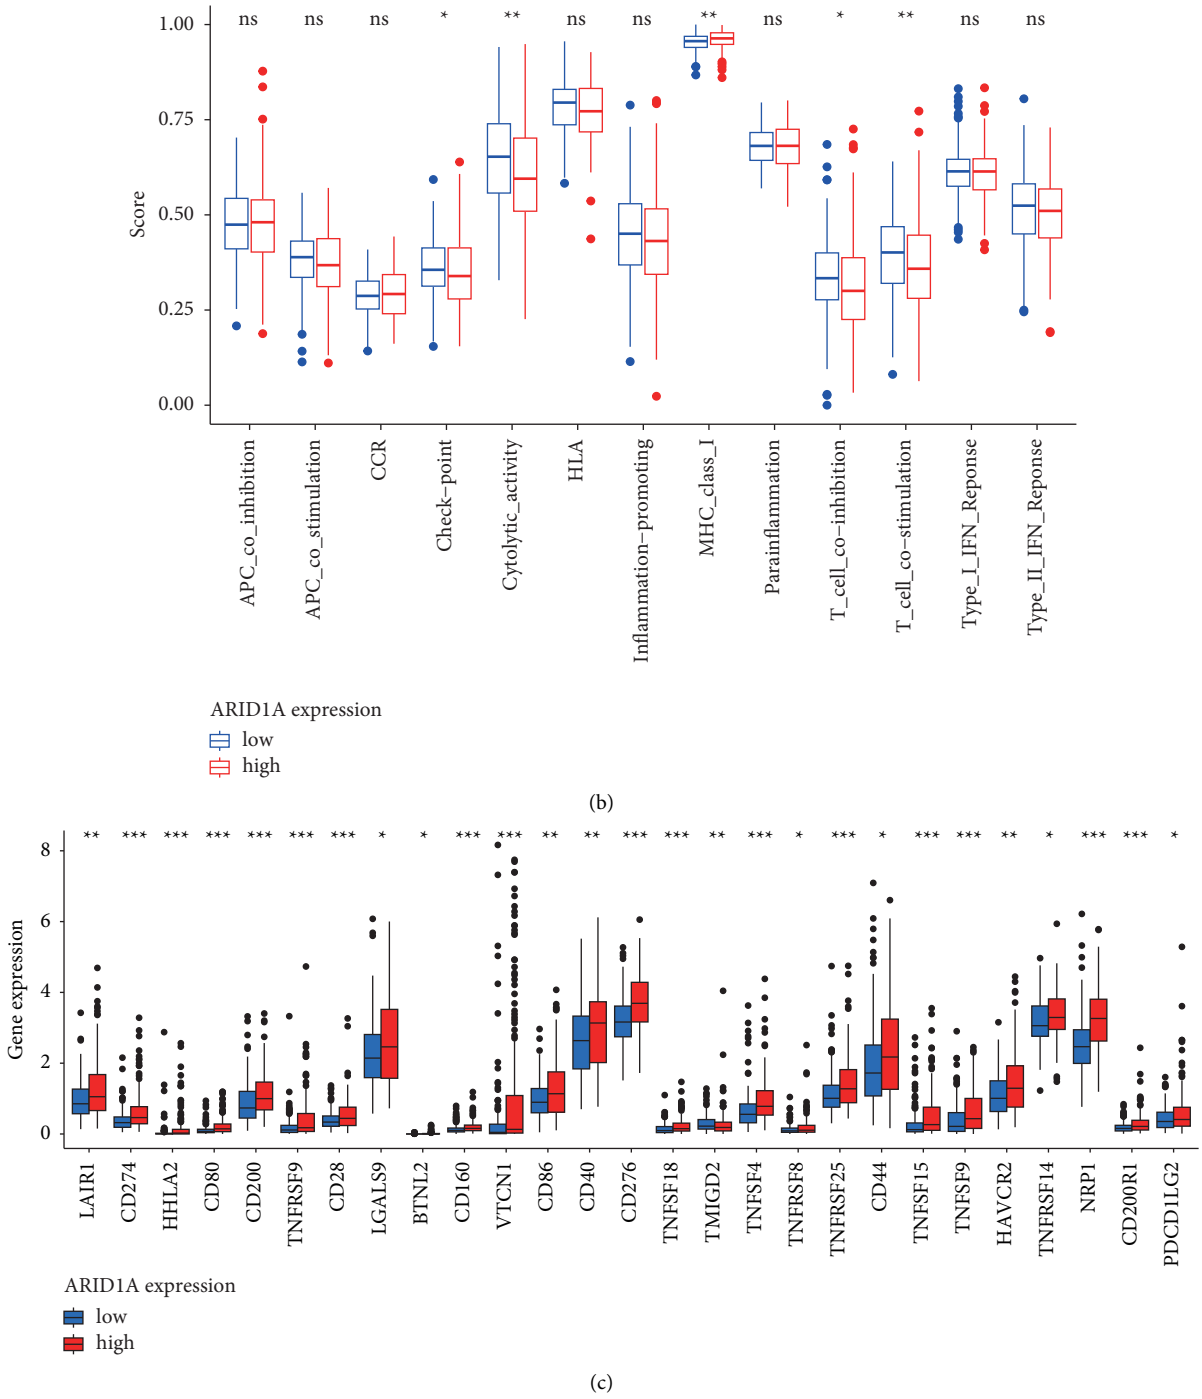 1.00
0.75
0.50
0.25
0.00
Score
ns ns ns * ** ns ns ** ns * ** ns ns
APC_co_inhibition
APC_co_stimulation
CCR
Check−point
Cytolytic_activity
HLA
Inflammation−promoting
MHC_class_I
Parainflammation
T_cell_co−inhibition
T_cell_co−stimulation
Type_I_IFN_Reponse
Type_II_IFN_Reponse
ARID1A expression
low
high
(b)
** *** *** *** *** *** *** * * *** *** ** ** *** *** ** *** * *** * *** *** ** * *** *** *
8
6
4
2
0
Gene expression
LAIR1
CD274
HHLA2
CD80
CD200
TNFRSF9
CD28
LGALS9
BTNL2
CD160
VTCN1
CD86
CD40
CD276
TNFSF18
TMIGD2
TNFSF4
TNFRSF8
TNFRSF25
CD44
TNFSF15
TNFSF9
HAVCR2
TNFRSF14
NRP1
CD200R1
PDCD1LG2
ARID1A expression
low
high
(c)